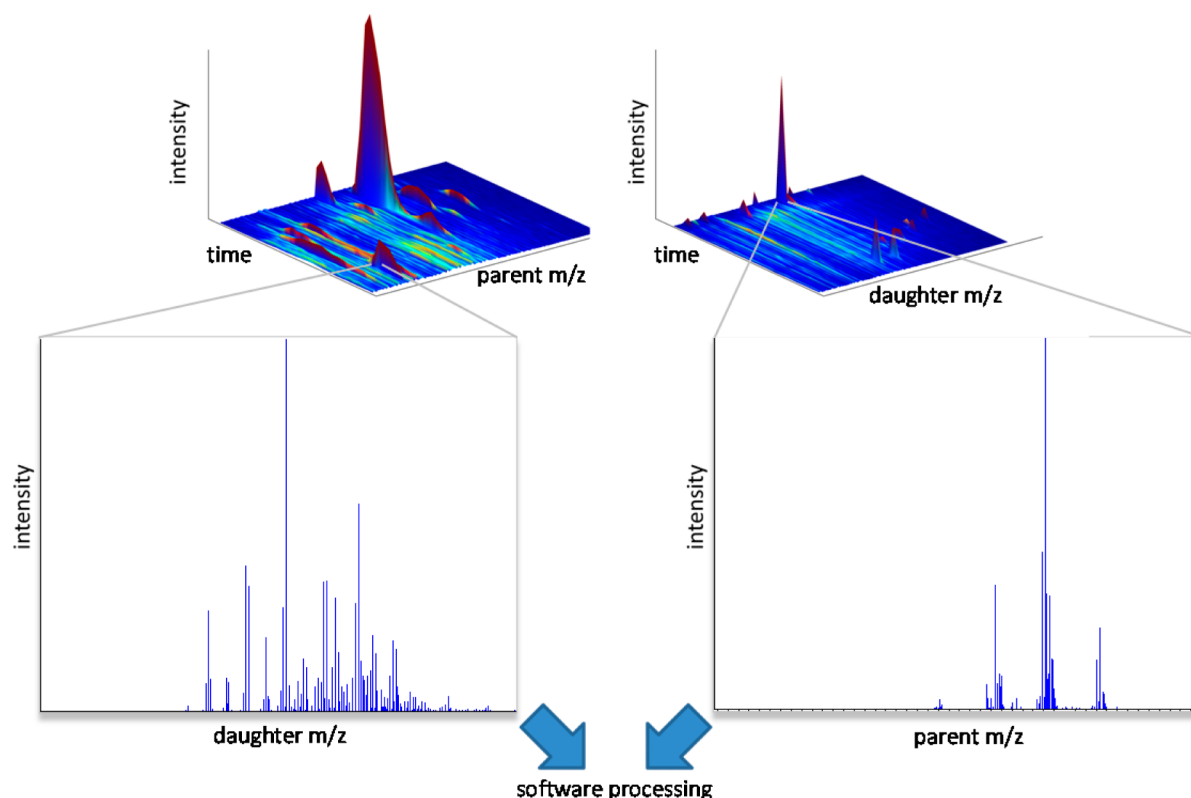 intensity
time
parent m/z
intensity
time
daughter m/z
intensity
daughter m/z
intensity
parent m/z
software processing